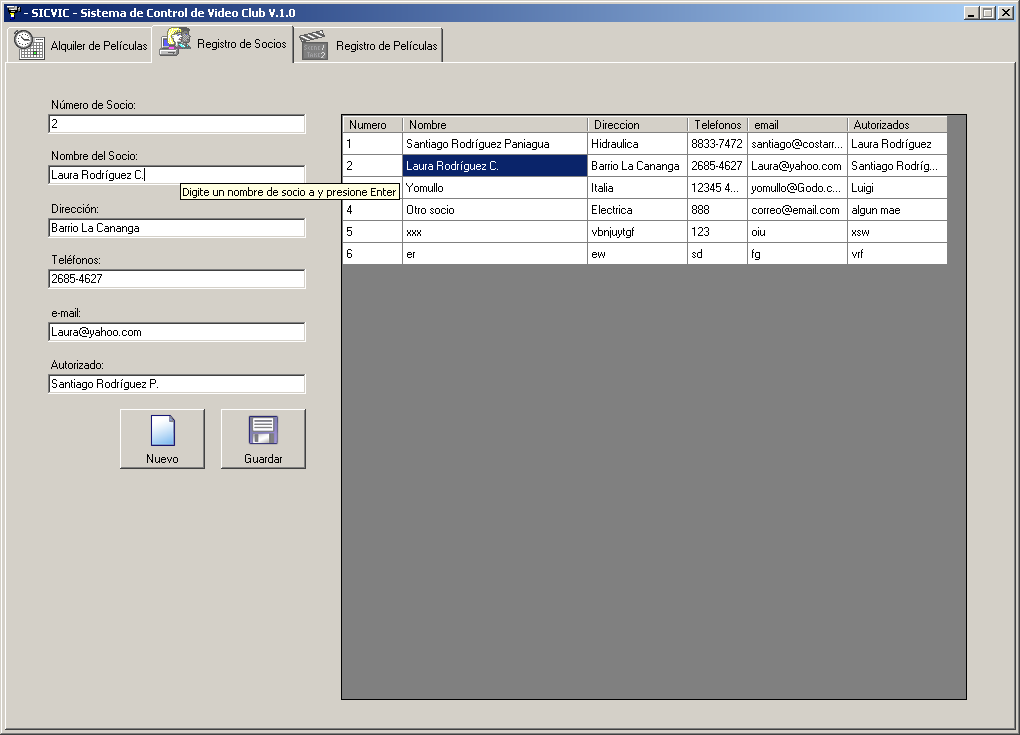 - SICVIC - Sistema de Control de Video Club V.1.0
Alquiler de Películas
Registro de Socios
Registro de Películas
Número de Socio:
2
Nombre del Socio:
Laura Rodríguez C.
Digite un nombre de socio a y presione Enter
Dirección:
Barrio La Cananga
Teléfonos:
2685-4627
e-mail:
Laura@yahoo.com
Autorizado:
Santiago Rodríguez P.
Nuevo
Guardar
Numero Nombre Direccion Telefonos email Autorizados
1 Santiago Rodríguez Paniagua Hidraulica 8833-7472 santiago@costarr... Laura Rodríguez
2 Laura Rodríguez C. Barrio La Cananga 2685-4627 Laura@yahoo.com Santiago Rodríg...
Yomullo Italia 12345 4... yomullo@Godo.c... Luigi
4 Otro socio Electrica 888 correo@email.com algun mae
5 xxx vbnjuytgf 123 oiu xsw
6 er ew sd fg vrf